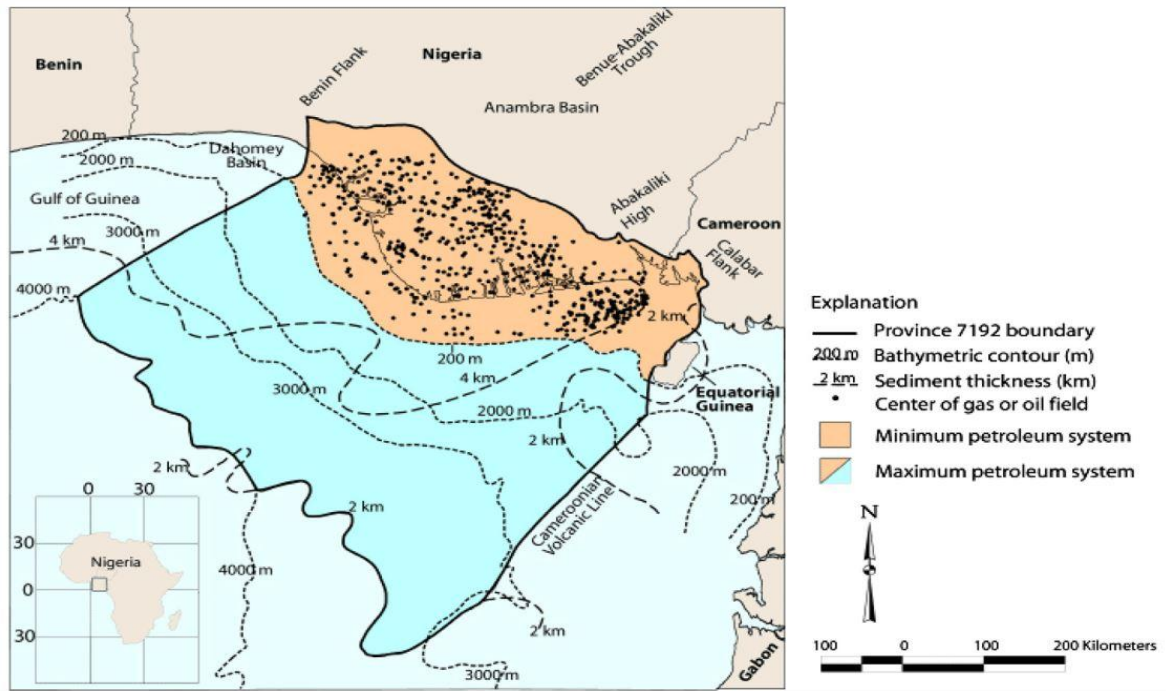 Benin
Nigeria
Benin Flank
Benue-Abakaliki
Trough
Anambra Basin
200 m
2000 m
Dahomey
Basin
Gulf of Guinea
3000 m
4 km
4000 m
Abakaliki
High
Cameroon
Calabar
Flank
2 km
200 m
4 km
3000 m
2000 m
Equatorial
Guinea
2 km
2000 m
200 m
2 km
2 km
Cameroonian
Volcanic Line
4000 m
2 km
3000 m
Gabon
0 30
30
Nigeria
0
30
Explanation
Province 7192 boundary
200 m Bathymetric contour (m)
2 km Sediment thickness (km)
Center of gas or oil field
Minimum petroleum system
Maximum petroleum system
N
100 0 100 200 Kilometers